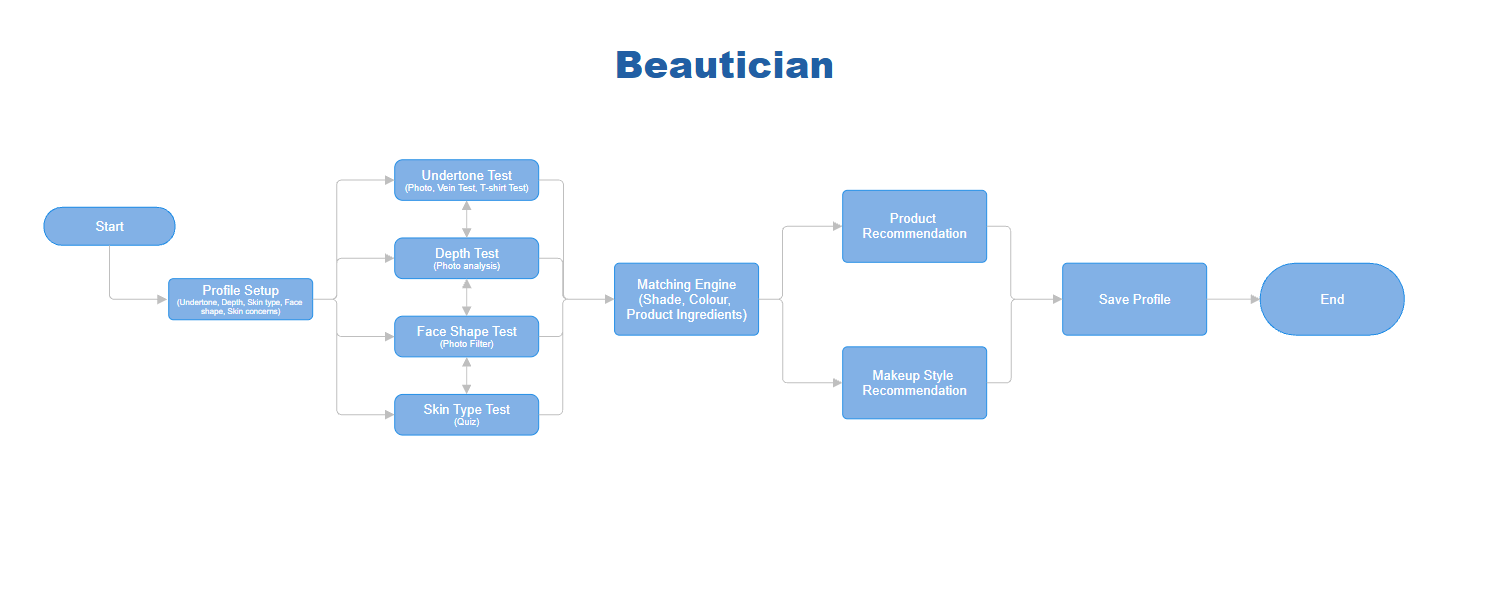 Beautician
Start
Profile Setup
(Undertone, Depth, Skin type, Face
shape, Skin concerns)
Undertone Test
(Photo, Vein Test, T-shirt Test)
Depth Test
(Photo analysis)
Face Shape Test
(Photo Filter)
Skin Type Test
(Quiz)
Matching Engine
(Shade, Colour,
Product Ingredients)
Product
Recommendation
Makeup Style
Recommendation
Save Profile
End